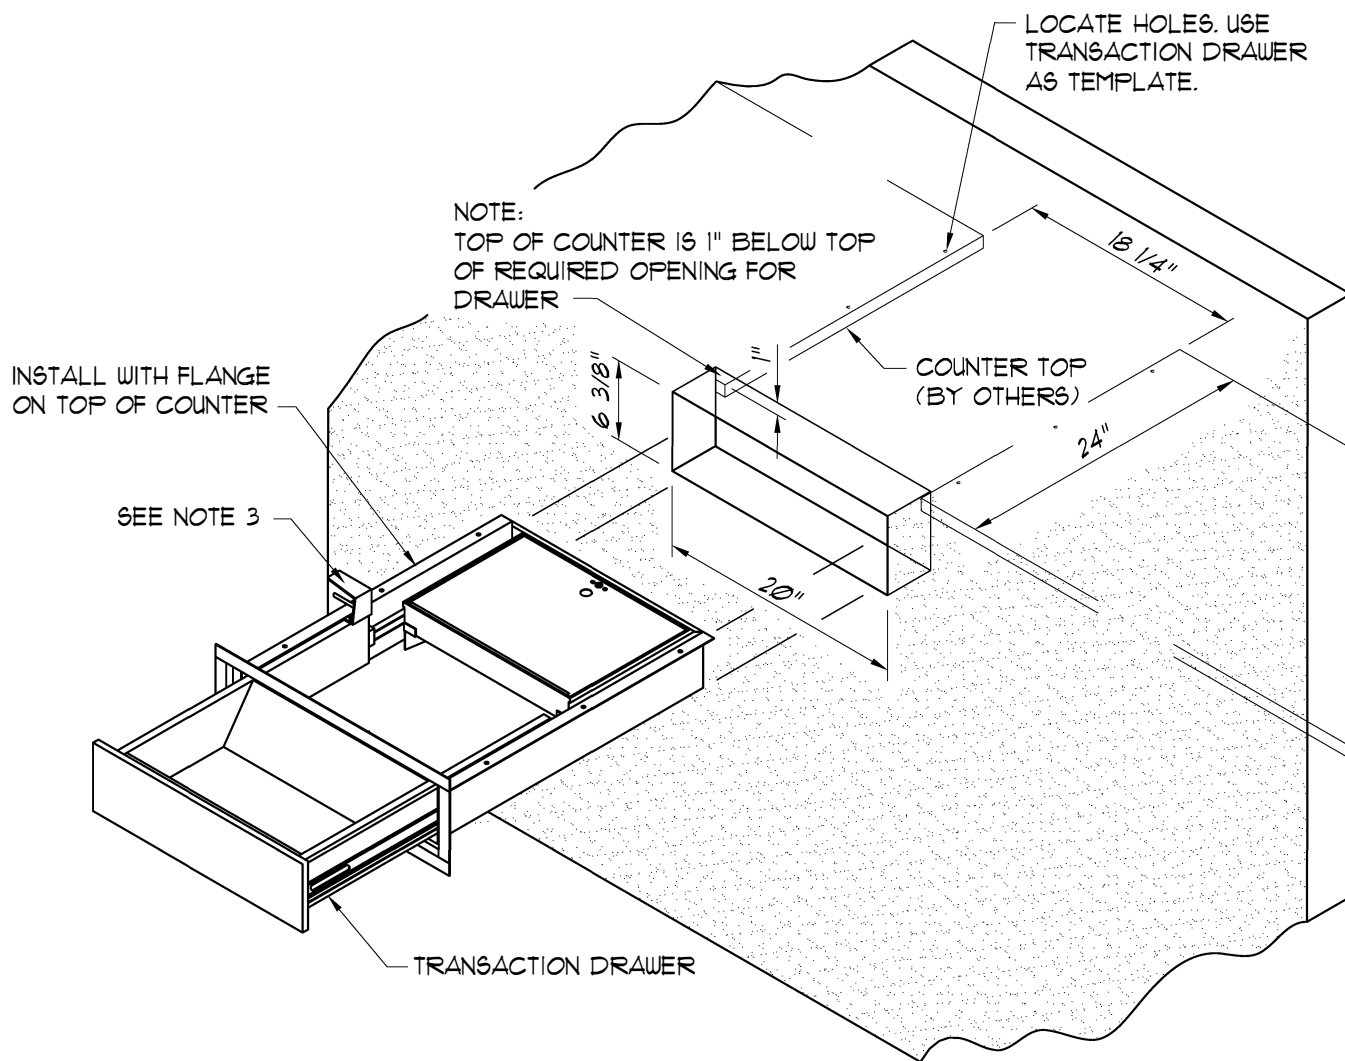 LOCATE HOLES. USE
TRANSACTION DRAWER
AS TEMPLATE.
NOTE:
TOP OF COUNTER IS 1" BELOW TOP
OF REQUIRED OPENING FOR
DRAWER
18 1/4"
1"
6 3/8"
COUNTER TOP
(BY OTHERS)
INSTALL WITH FLANGE
ON TOP OF COUNTER
24"
SEE NOTE 3
20"
TRANSACTION DRAWER